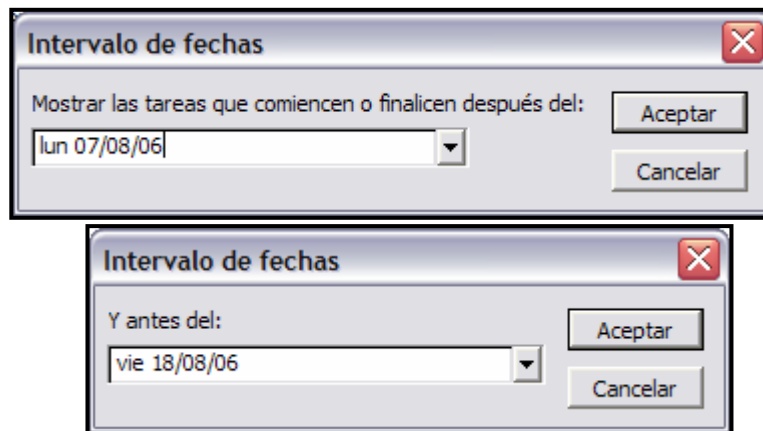 Intervalo de fechas
Mostrar las tareas que comiencen o finalicen después del:
Aceptar
lun 07/08/06
Cancelar
Intervalo de fechas
Y antes del:
Aceptar
vie 18/08/06
Cancelar